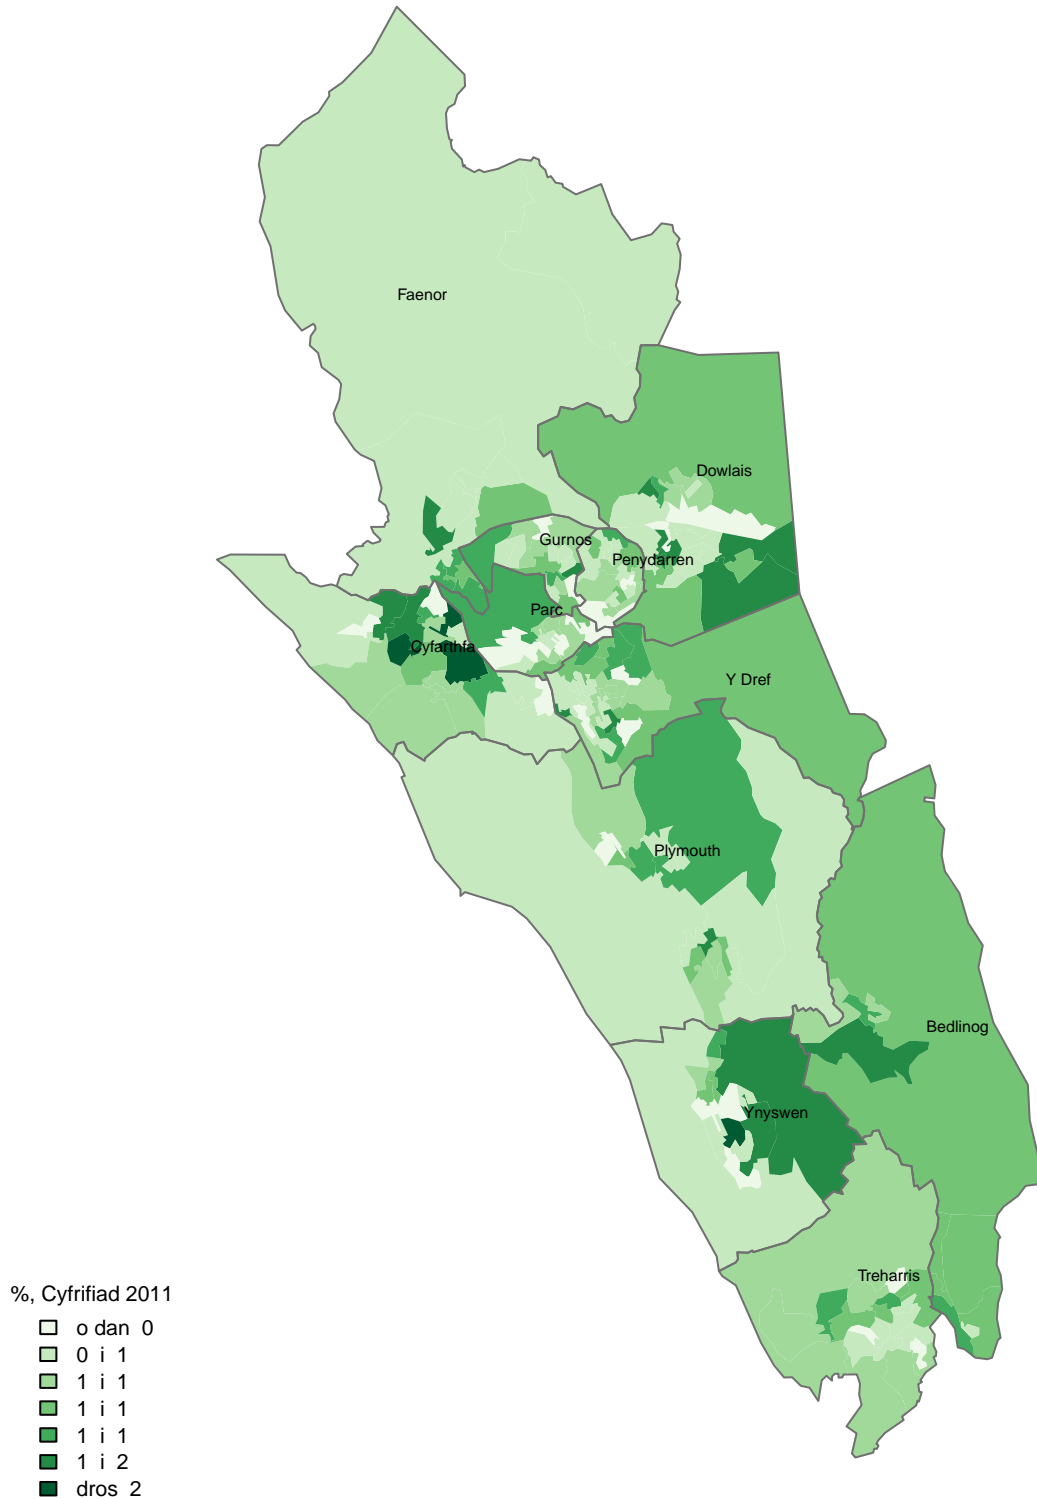 Faenor
Dowlais
Gurnos
Penydarren
Parc
Cyfarthfa
Y Dref
Plymouth
Bedlinog
Ynyswen
Treharris
%, Cyfrifiad 2011
o dan 0
0 i 1
1 i 1
1 i 1
1 i 1
1 i 2
dros 2